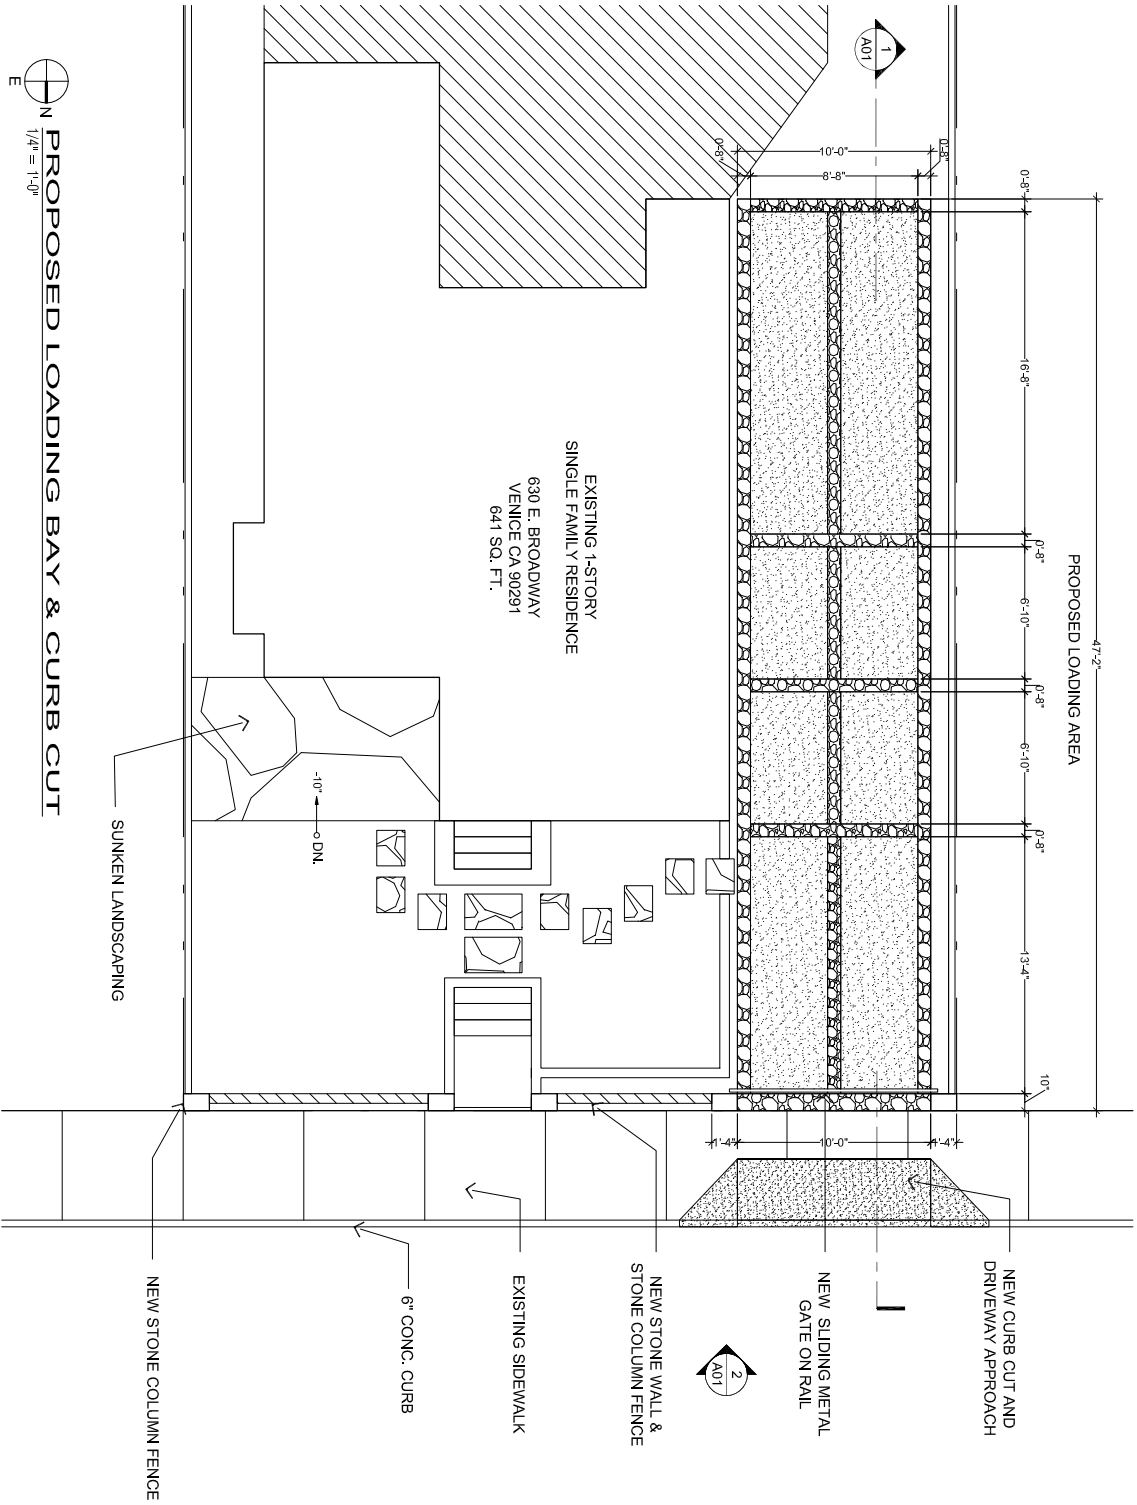 PROPOSED LOADING AREA
47'-2"
0'-8"
16'-8"
0'-8"
6'-10"
0'-8"
6'-10"
0'-8"
13'-4"
10"
1
A01
0'-8"
10'-0"
8'-8"
0'-8"
1'-4"
10'-0"
1'-4"
EXISTING 1-STORY
SINGLE FAMILY RESIDENCE
630 E. BROADWAY
VENICE CA 90291
641 SQ. FT.
-10"
DN.
SUNKEN LANDSCAPING
NEW CURB CUT AND
DRIVEWAY APPROACH
NEW SLIDING METAL
GATE ON RAIL
2
A01
NEW STONE WALL &
STONE COLUMN FENCE
EXISTING SIDEWALK
6" CONC. CURB
NEW STONE COLUMN FENCE
N
E
PROPOSED LOADING BAY & CURB CUT
1/4" = 1'-0"